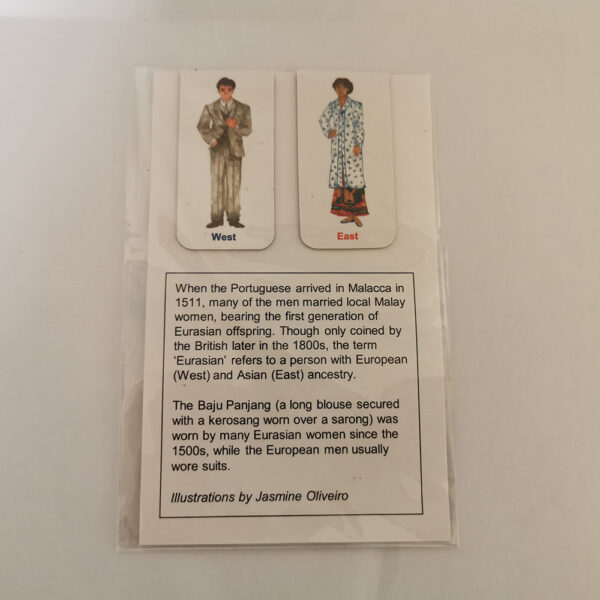 West
East
When the Portuguese arrived in Malacca in
1511, many of the men married local Malay
women, bearing the first generation of
Eurasian offspring. Though only coined by
the British later in the 1800s, the term
'Eurasian' refers to a person with European
(West) and Asian (East) ancestry.
The Baju Panjang (a long blouse secured
with a kerosang worn over a sarong) was
worn by many Eurasian women since the
1500s, while the European men usually
wore suits.
Illustrations by Jasmine Oliveiro